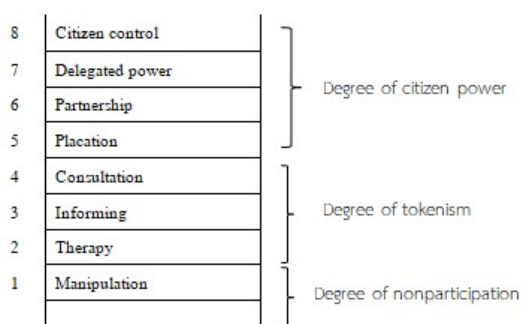 8 Citizen control
7 Delegated power
Degree of citizen power
6 Partnership
5 Placation
4 Consultation
3 Informing
Degree of tokenism
2 Therapy
1 Manipulation
Degree of nonparticipation